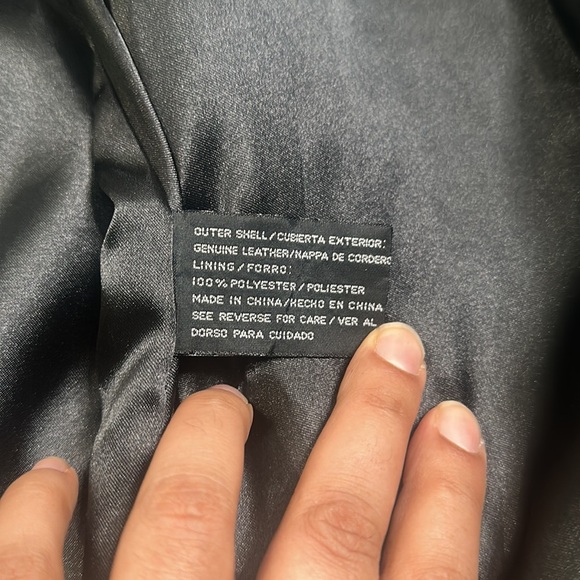 OUTER SHELL/CUBIERTA EXTERIOR:
GENUINE LEATHER/NAPPA DE CORDERO
LINING/FORRO:
100% POLYESTER/POLIESTER
MADE IN CHINA/HECHO EN CHINA
SEE REVERSE FOR CARE/VER AL
DORSO PARA CUIDADO